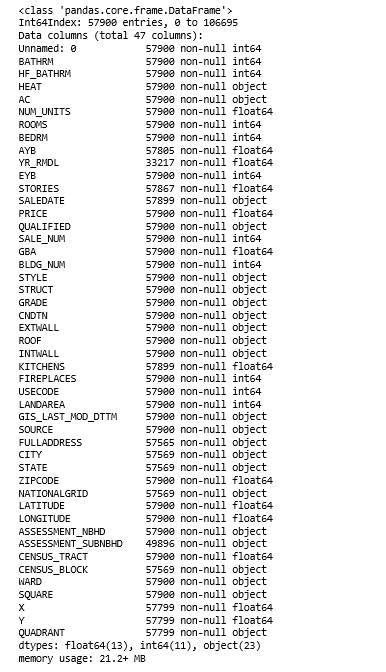 <class 'pandas.core.frame.DataFrame'>
Int64Index: 57900 entries, 0 to 106695
Data columns (total 47 columns):
Unnamed: 0 57900 non-null int64
BATHRM 57900 non-null int64
HF_BATHRM 57900 non-null int64
HEAT 57900 non-null object
AC 57900 non-null object
NUM_UNITS 57900 non-null float64
ROOMS 57900 non-null int64
BEDRM 57900 non-null int64
AYB 57805 non-null float64
YR_RMDL 33217 non-null float64
EYB 57900 non-null int64
STORIES 57867 non-null float64
SALEDATE 57899 non-null object
PRICE 57900 non-null float64
QUALIFIED 57900 non-null object
SALE_NUM 57900 non-null int64
GBA 57900 non-null float64
BLDG_NUM 57900 non-null int64
STYLE 57900 non-null object
STRUCT 57900 non-null object
GRADE 57900 non-null object
CNDTN 57900 non-null object
EXTWALL 57900 non-null object
ROOF 57900 non-null object
INTWALL 57900 non-null object
KITCHENS 57899 non-null float64
FIREPLACES 57900 non-null int64
USECODE 57900 non-null int64
LANDAREA 57900 non-null int64
GIS_LAST_MOD_DTTM 57900 non-null object
SOURCE 57900 non-null object
FULLADDRESS 57565 non-null object
CITY 57569 non-null object
STATE 57569 non-null object
ZIPCODE 57900 non-null float64
NATIONALGRID 57569 non-null object
LATITUDE 57900 non-null float64
LONGITUDE 57900 non-null float64
ASSESSMENT_NBHD 57900 non-null object
ASSESSMENT_SUBNBHD 49896 non-null object
CENSUS_TRACT 57900 non-null float64
CENSUS_BLOCK 57569 non-null object
WARD 57900 non-null object
SQUARE 57900 non-null object
X 57799 non-null float64
Y 57799 non-null float64
QUADRANT 57799 non-null object
dtypes: float64(13), int64(11), object(23)
memory usage: 21.2+ MB